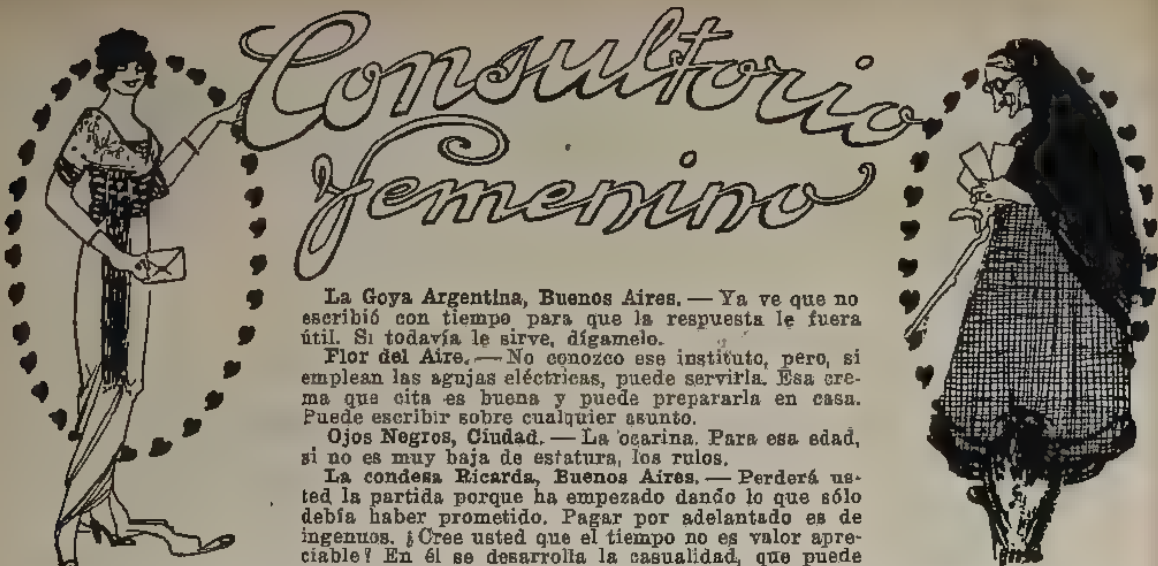 Consultorio
Femenino
La Goya Argentina, Buenos Aires. — Ya ve que no
escribió con tiempo para que la respuesta le fuera
útil. Si todavía le sirve, dígamelo.
Flor del Aire. — No conozco ese instituto, pero, si
emplean las agujas eléctricas, puede servirla. Esa cre-
ma que cita es buena y puede prepararla en casa.
Puede escribir sobre cualquier asunto.
Ojos Negros, Ciudad. — La ocarina. Para esa edad,
si no es muy baja de estatura, los rulos.
La condesa Ricarda, Buenos Aires. — Perderá us-
ted la partida porque ha empezado dando lo que sólo
debía haber prometido. Pagar por adelantado es de
ingenuos. ¿Cree usted que el tiempo no es valor apre-
ciable? En él se desarrolla la casualidad, que puede